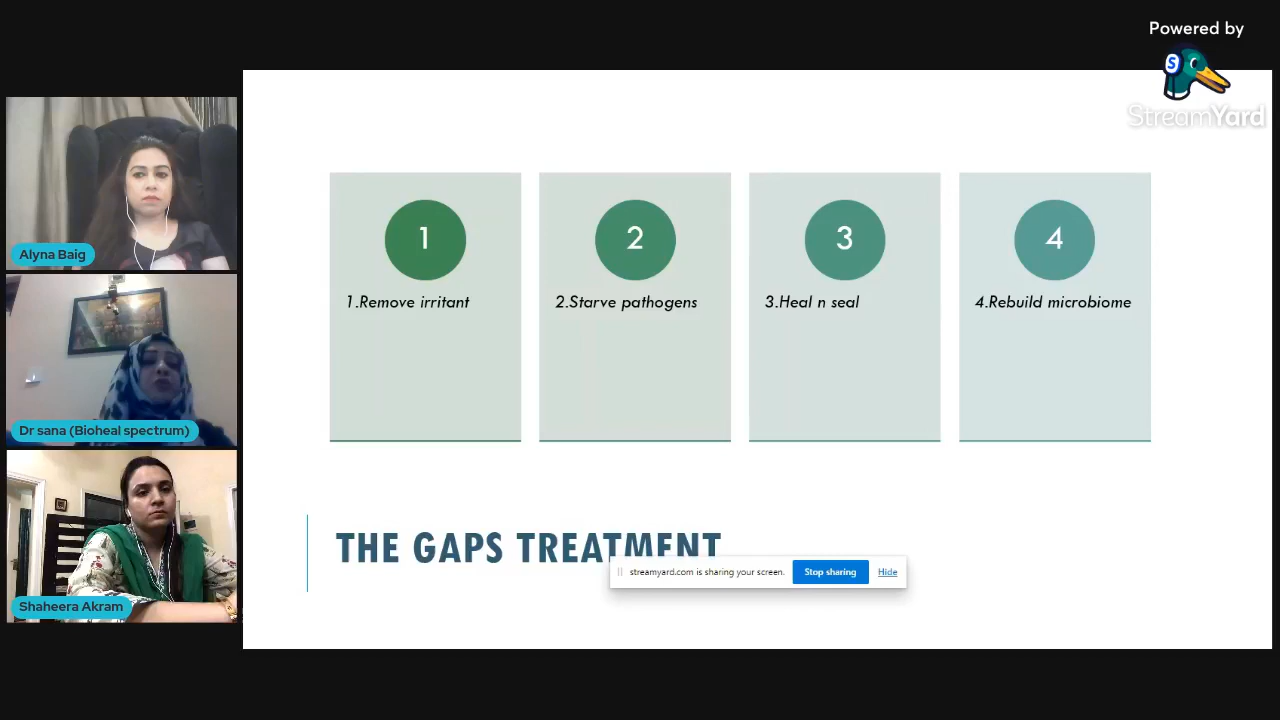 Powered by
S
StreamYard
Alyna Baig
Dr sana (Bioheal spectrum)
Shaheera Akram
1
1.Remove irritant
2
2.Starve pathogens
3
3.Heal n seal
4
4.Rebuild microbiome
THE GAPS TREATMENT
streamyard.com is sharing your screen.
Stop sharing
Hide